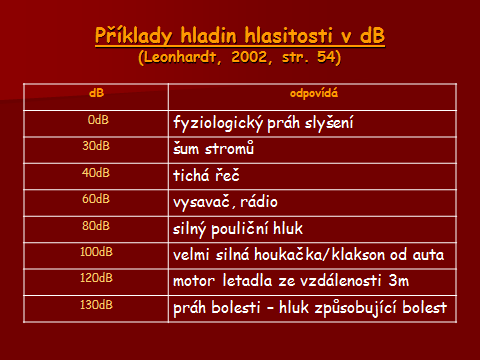 Příklady hladin hlasitosti v dB
(Leonhardt, 2002, str. 54)
dB odpovídá
0dB fyziologický práh slyšení
30dB šum stromů
40dB tichá řeč
60dB vysavač, rádio
80dB silný pouliční hluk
100dB velmi silná houkačka/klakson od auta
120dB motor letadla ze vzdálenosti 3m
130dB práh bolesti – hluk způsobující bolest